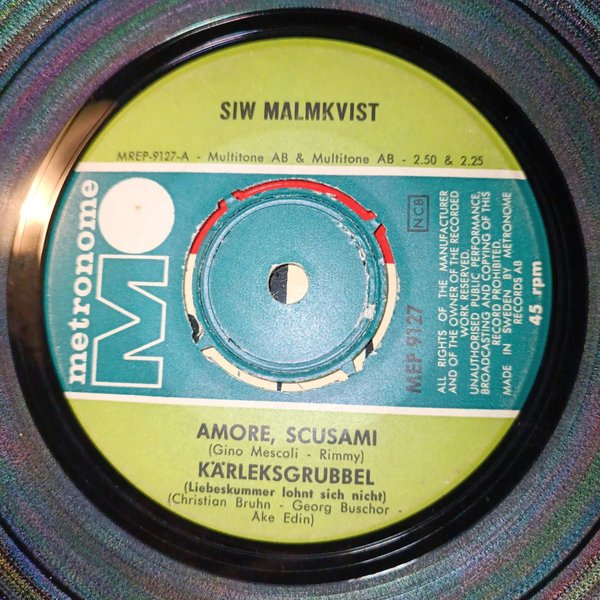 SIW MALMKVIST
MREP-9127-A - Multitone AB & Multitone AB - 2.50 & 2.25
metronome
M
NCB
MEP 9127
ALL RIGHTS OF THE MANUFACTURER
AND OF THE OWNER OF THE RECORDED
WORK RESERVED.
UNAUTHORISED PUBLIC PERFORMANCE,
BROADCASTING AND COPYING OF THIS
RECORD PROHIBITED.
MADE IN SWEDEN BY METRONOME
RECORDS AB
45 rpm
AMORE, SCUSAMI
(Gino Mescoli - Rimmy)
KÄRLEKSGRUBBEL
(Liebeskummer lohnt sich nicht)
(Christian Bruhn - Georg Buschor
Åke Edin)